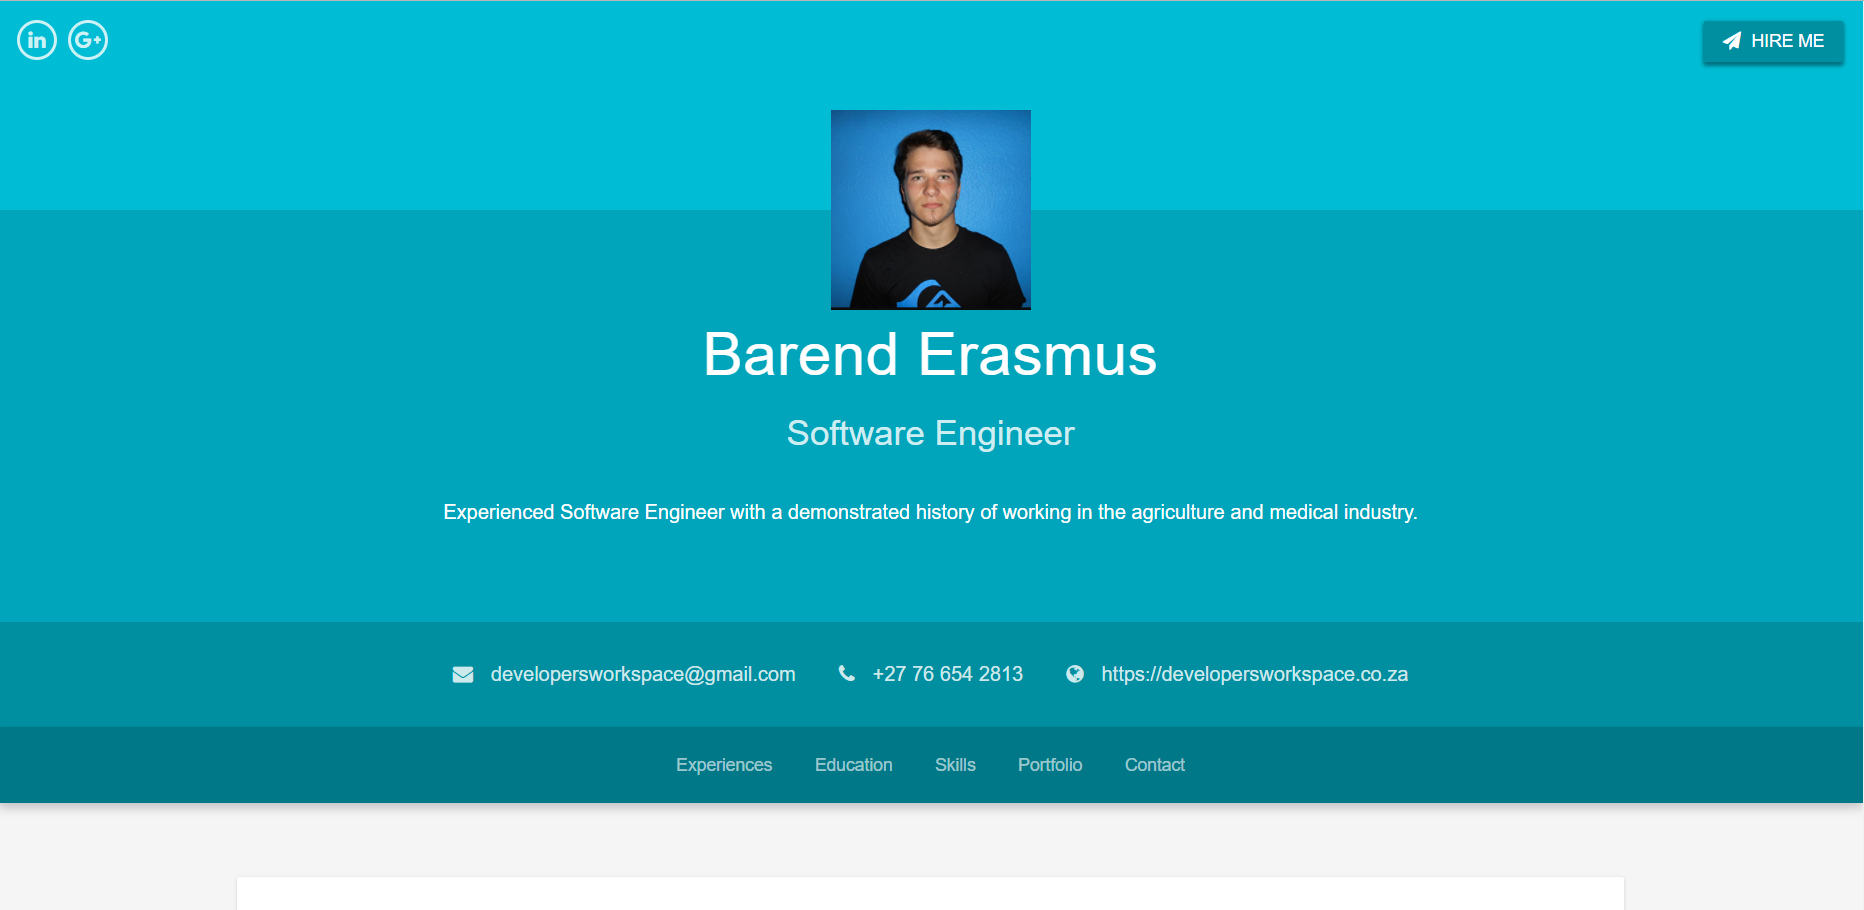 in G+ HIRE ME
Barend Erasmus
Software Engineer
Experienced Software Engineer with a demonstrated history of working in the agriculture and medical industry.
developersworkspace@gmail.com +27 76 654 2813 https://developersworkspace.co.za
Experiences Education Skills Portfolio Contact